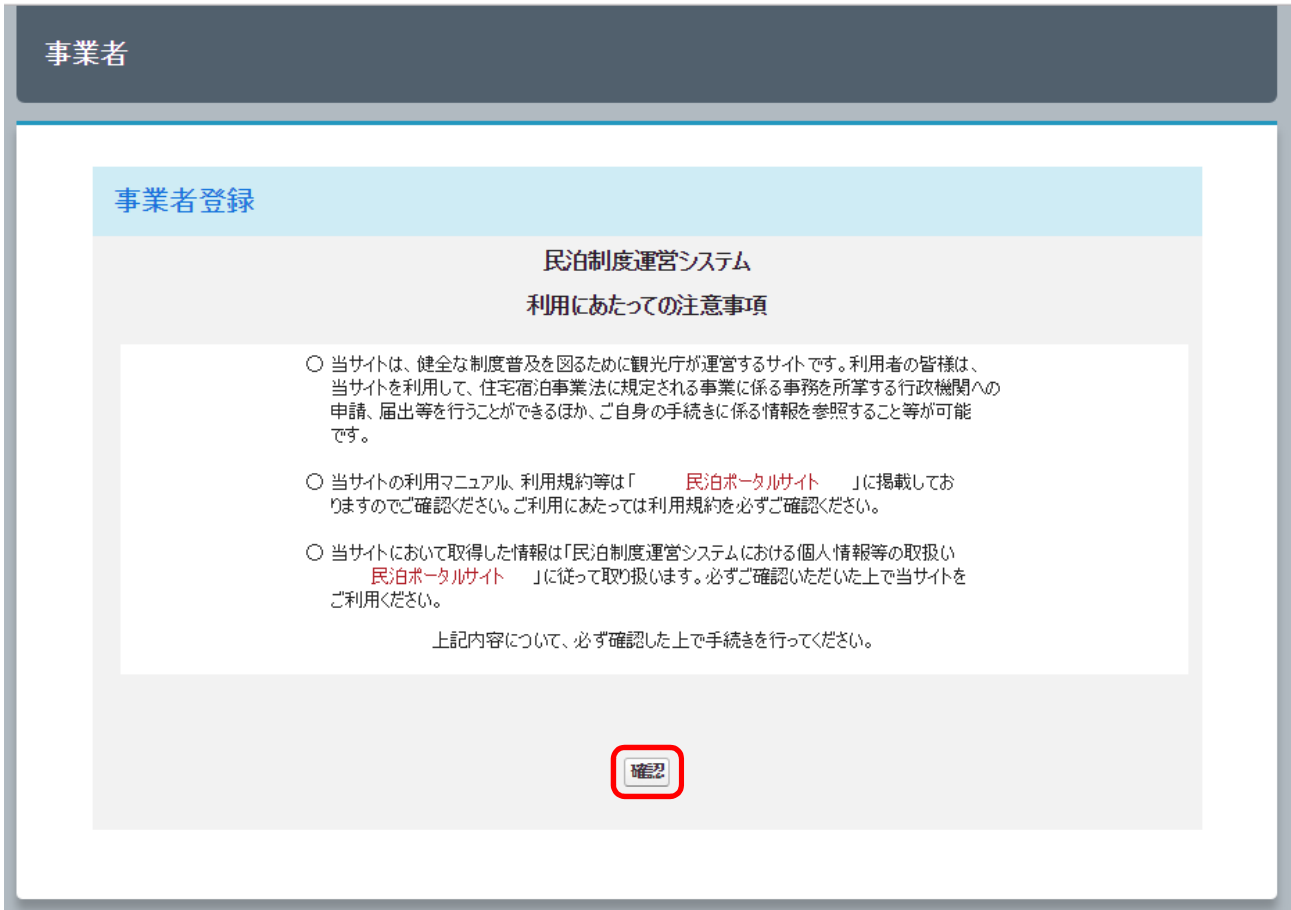 事業者
事業者登録
民泊制度運営システム
利用にあたっての注意事項
○ 当サイトは、健全な制度普及を図るために観光庁が運営するサイトです。利用者の皆様は、
当サイトを利用して、住宅宿泊事業法に規定される事業に係る事務を所掌する行政機関への
申請、届出等を行うことができるほか、ご自身の手続きに係る情報を参照すること等が可能
です。
○ 当サイトの利用マニュアル、利用規約等は「 民泊ポータルサイト 」に掲載してお
りますのでご確認ください。ご利用にあたっては利用規約を必ずご確認ください。
○ 当サイトにおいて取得した情報は「民泊制度運営システムにおける個人情報等の取扱い
民泊ポータルサイト 」に従って取り扱います。必ずご確認いただいた上で当サイトを
ご利用ください。
上記内容について、必ず確認した上で手続きを行ってください。
確認